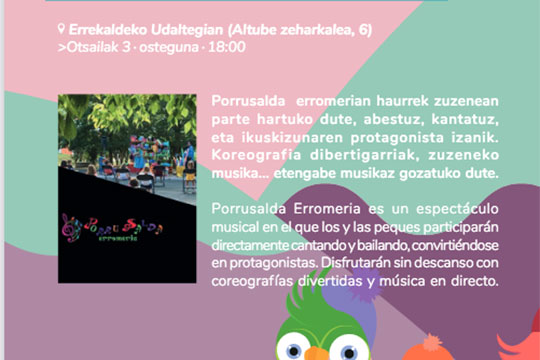 Errekaldeko Udaltegian (Altube zeharkalea, 6)
>Otsailak 3 · osteguna · 18:00
Porrusalda erromerian haurrek zuzenean
parte hartuko dute, abestuz, kantatuz,
eta ikuskizunaren protagonista izanik.
Koreografia dibertigarriak, zuzeneko
musika... etengabe musikaz gozatuko dute.
PORRU SALDA
erromeria
Porrusalda Erromeria es un espectáculo
musical en el que los y las peques participarán
directamente cantando y bailando, convirtiéndose
en protagonistas. Disfrutarán sin descanso con
coreografías divertidas y música en directo.